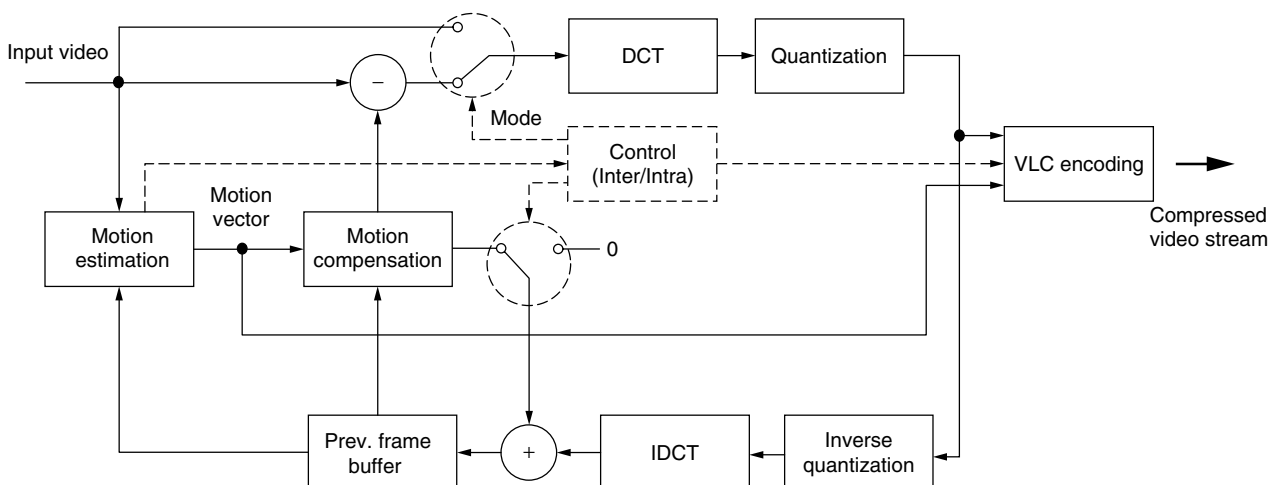 Input video
−
DCT
Quantization
Mode
Control
(Inter/Intra)
VLC encoding
Compressed
video stream
Motion
vector
Motion
estimation
Motion
compensation
0
Prev. frame
buffer
+
IDCT
Inverse
quantization